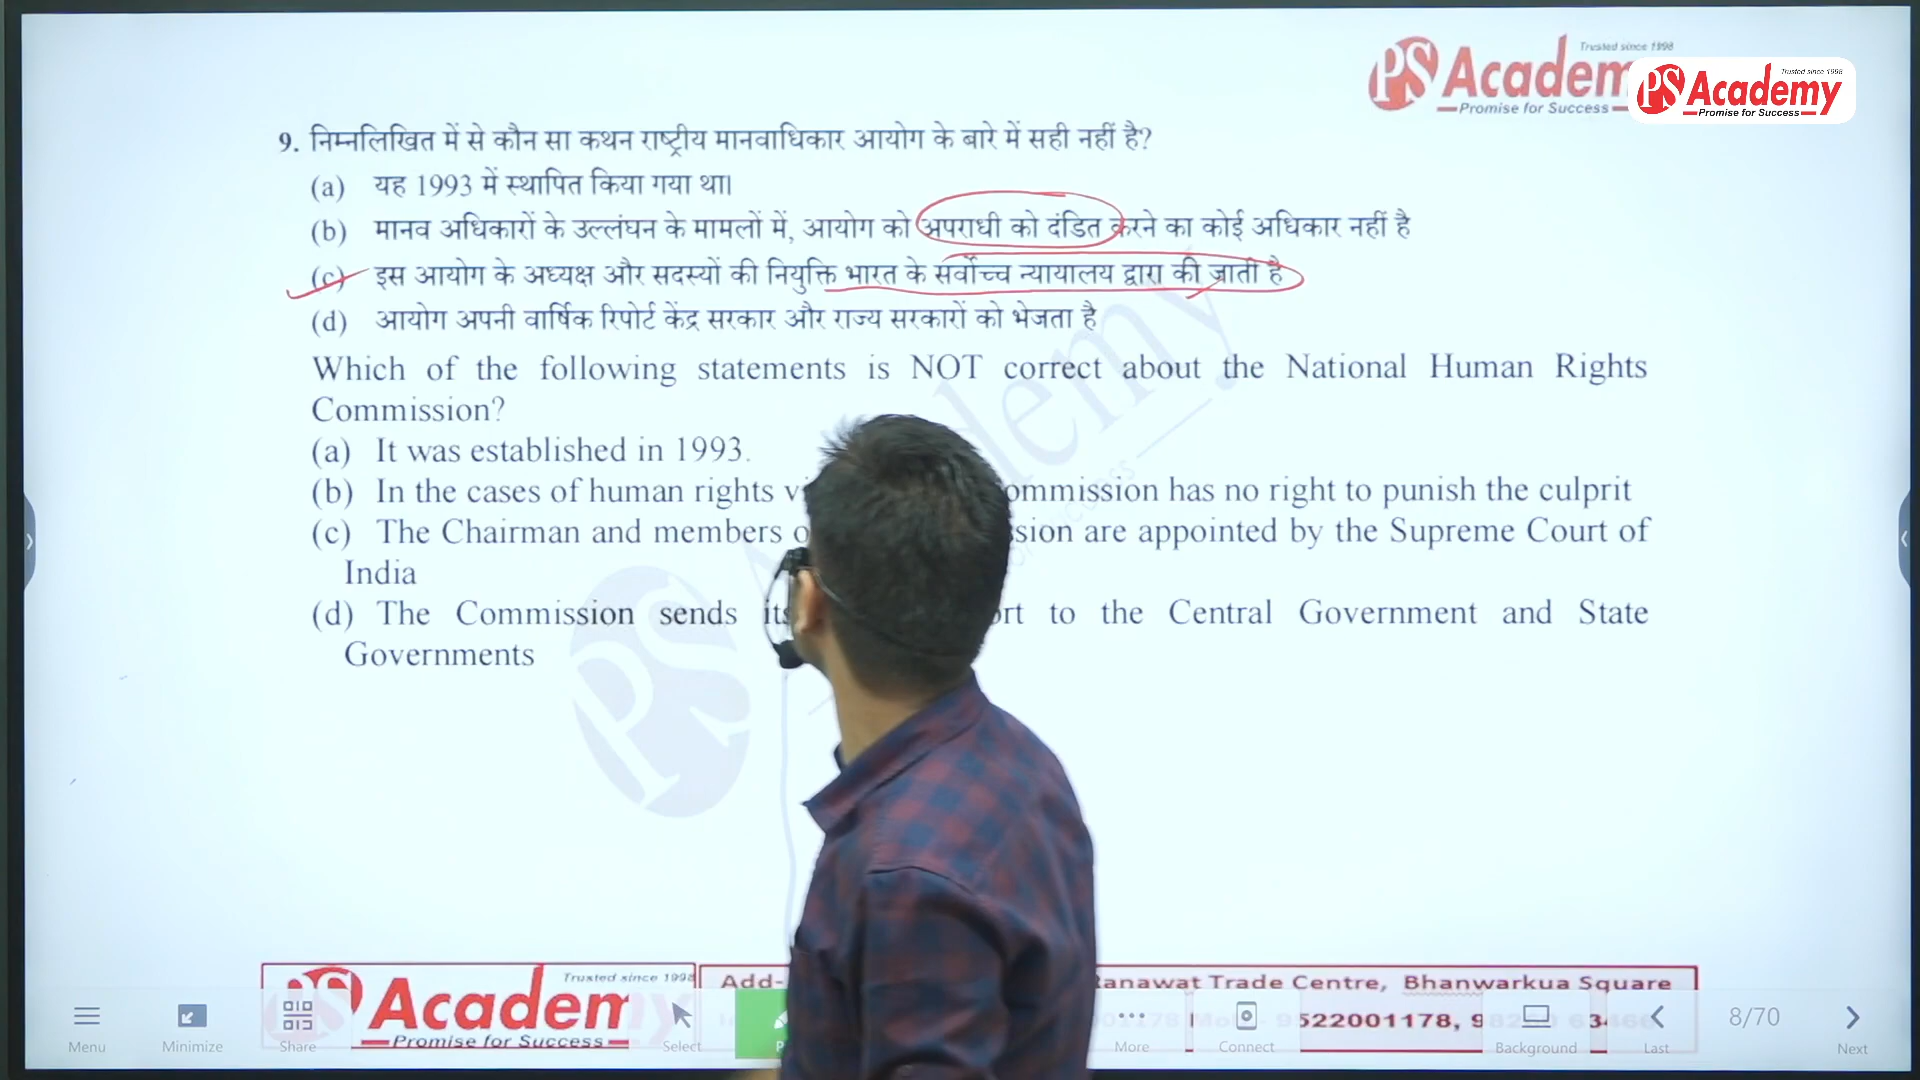 PS Academ
Trusted since 1998
Promise for Success
PS Academy
Trusted since 1998
Promise for Success
9. निम्नलिखित में से कौन सा कथन राष्ट्रीय मानवाधिकार आयोग के बारे में सही नहीं है?
(a) यह 1993 में स्थापित किया गया था।
(b) मानव अधिकारों के उल्लंघन के मामलों में, आयोग को अपराधी को दंडित करने का कोई अधिकार नहीं है
(c) इस आयोग के अध्यक्ष और सदस्यों की नियुक्ति भारत के सर्वोच्च न्यायालय द्वारा की जाती है
(d) आयोग अपनी वार्षिक रिपोर्ट केंद्र सरकार और राज्य सरकारों को भेजता है
Which of the following statements is NOT correct about the National Human Rights
Commission?
(a) It was established in 1993.
(b) In the cases of human rights ommission has no right to punish the culprit
(c) The Chairman and members sion are appointed by the Supreme Court of
India
(d) The Commission sends its to the Central Government and State
Governments
Academ
Trusted since 1998
Promise for Success
Add- Ranawat Trade Centre, Bhanwarkua Square
9522001178,
Menu Minimize Share Select More Connect Background Last 8/70 Next